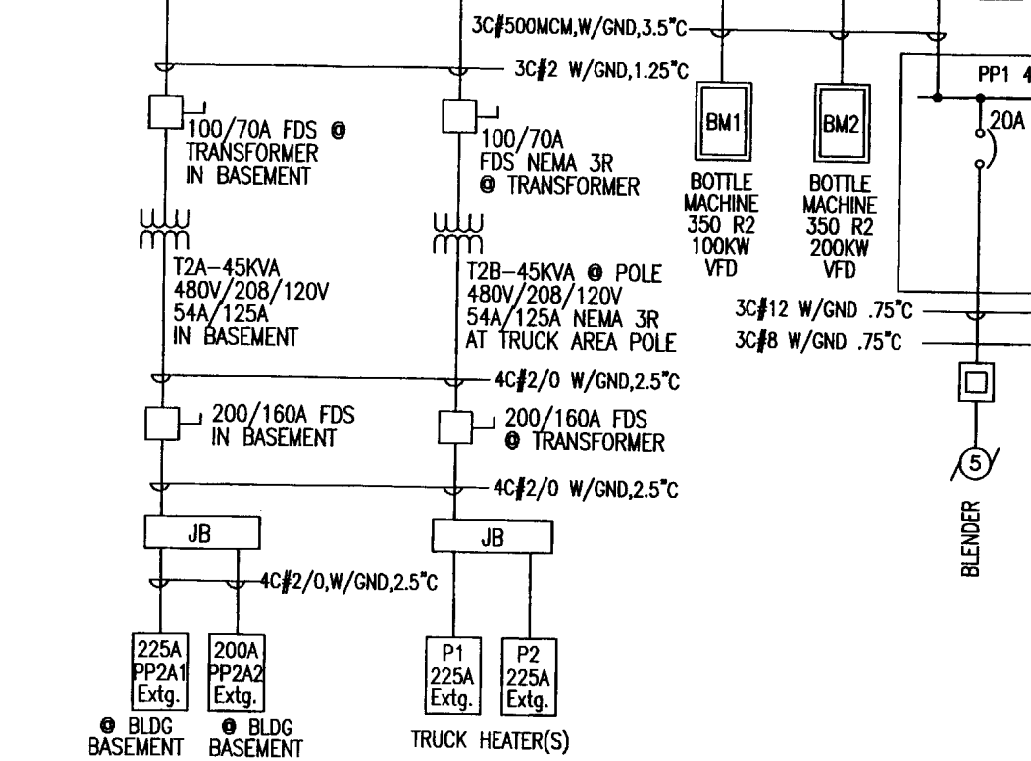 3C#500MCM,W/GND,3.5"C
3C#2 W/GND,1.25"C
100/70A FDS @
TRANSFORMER
IN BASEMENT
100/70A
FDS NEMA 3R
@ TRANSFORMER
BM1
BOTTLE
MACHINE
350 R2
100KW
VFD
BM2
BOTTLE
MACHINE
350 R2
200KW
VFD
PP1 4
20A
T2A-45KVA
480V/208/120V
54A/125A
IN BASEMENT
T2B-45KVA @ POLE
480V/208/120V
54A/125A NEMA 3R
AT TRUCK AREA POLE
3C#12 W/GND .75"C
3C#8 W/GND .75"C
4C#2/0 W/GND,2.5"C
200/160A FDS
IN BASEMENT
200/160A FDS
@ TRANSFORMER
5
BLENDER
4C#2/0 W/GND,2.5"C
JB
JB
4C#2/0,W/GND,2.5"C
225A
PP2A1
Extg.
@ BLDG
BASEMENT
200A
PP2A2
Extg.
@ BLDG
BASEMENT
P1
225A
Extg.
P2
225A
Extg.
TRUCK HEATER(S)